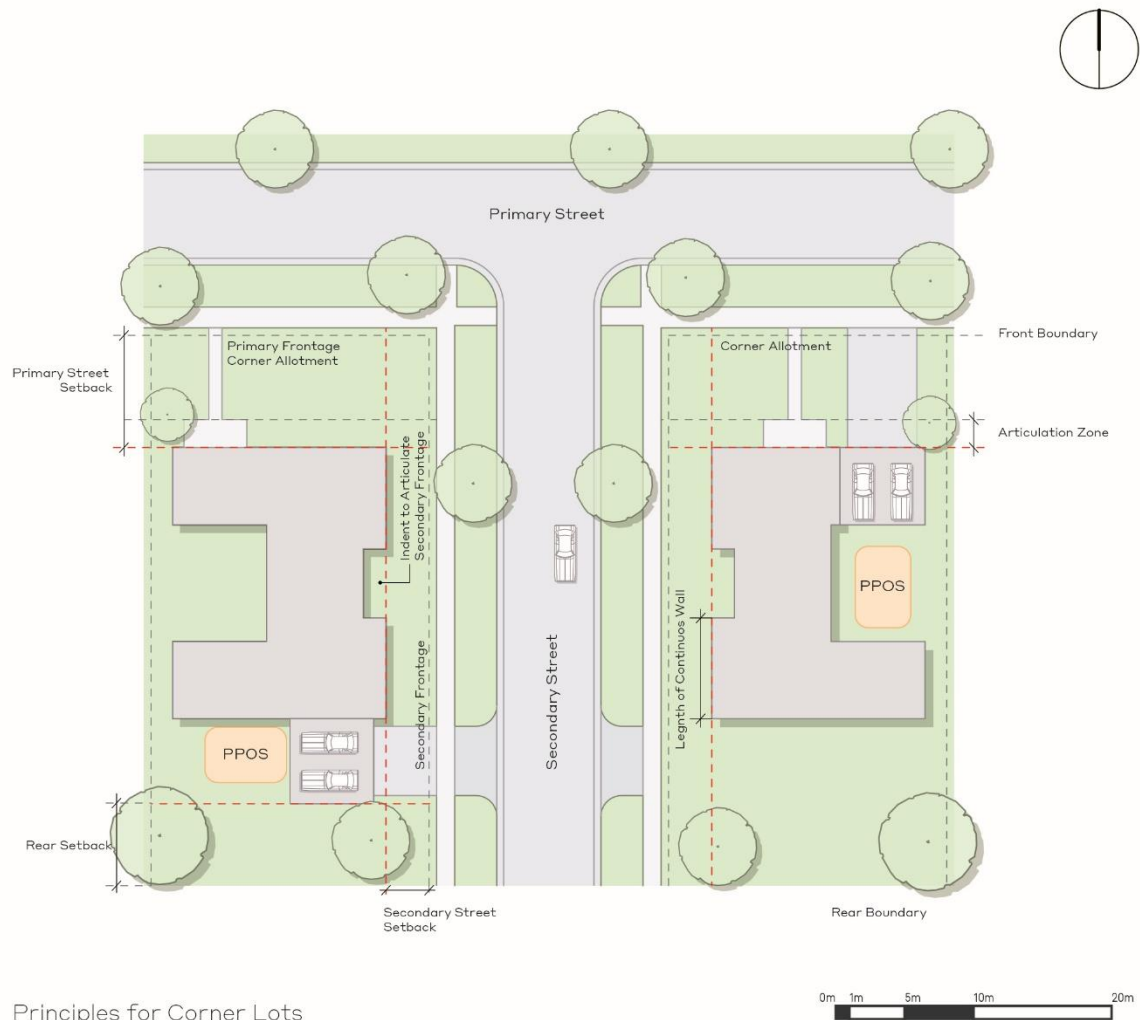 Primary Street
Primary Frontage
Corner Allotment
Corner Allotment
Front Boundary
Primary Street
Setback
Articulation Zone
Indent to Articulate
Secondary Frontage
PPOS
Legnth of Continuos Wall
Secondary Street
Secondary Frontage
PPOS
Rear Setback
Secondary Street
Setback
Rear Boundary
Principles for Corner Lots
0m 1m 5m 10m 20m